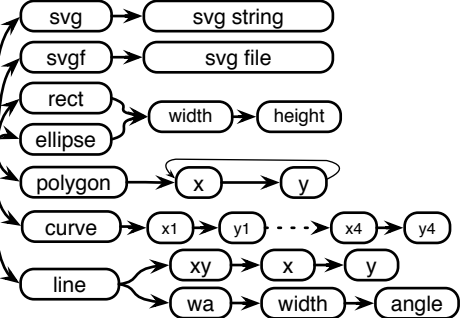 svg svg string
svgf svg file
rect
width height
ellipse
polygon x y
curve x1 y1 x4 y4
xy x y
line
wa width angle